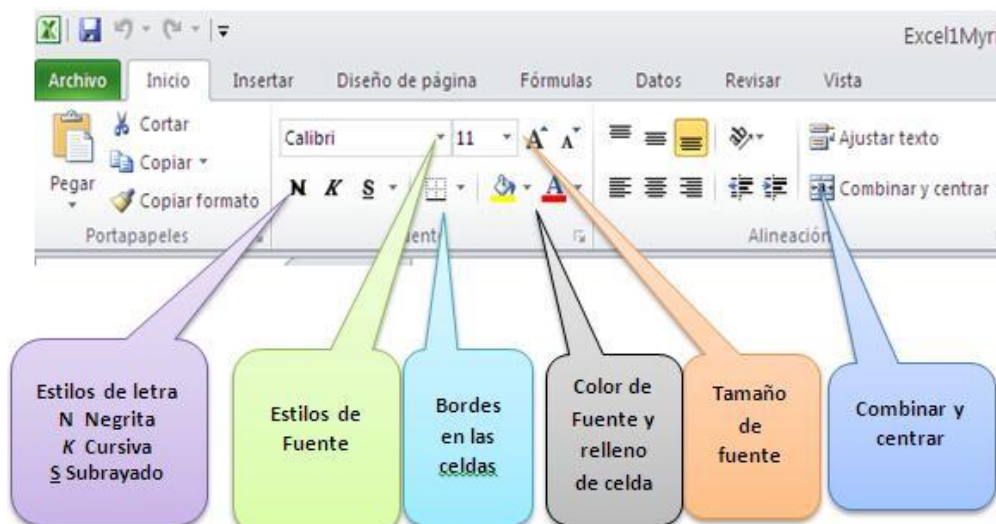 Excel1Myri
Archivo Inicio Insertar Diseño de página Fórmulas Datos Revisar Vista
Cortar
Copiar
Copiar formato
Pegar
Portapapeles
Calibri 11 A A
N K S A
Ajustar texto
Combinar y centrar
Alineación
Estilos de letra
N Negrita
K Cursiva
S Subrayado
Estilos de
Fuente
Bordes
en las
celdas
Color de
Fuente y
relleno
de celda
Tamaño
de
fuente
Combinar y
centrar